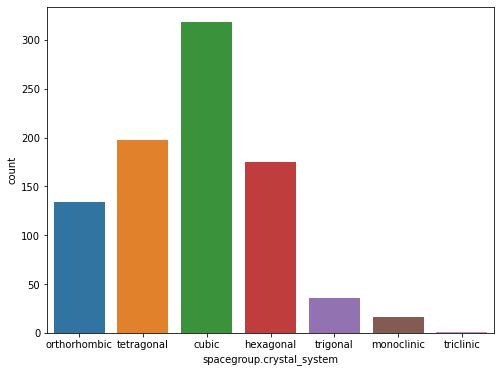 300
250
200
150
100
50
0
count
orthorhombic tetragonal cubic hexagonal trigonal monoclinic triclinic
spacegroup.crystal_system